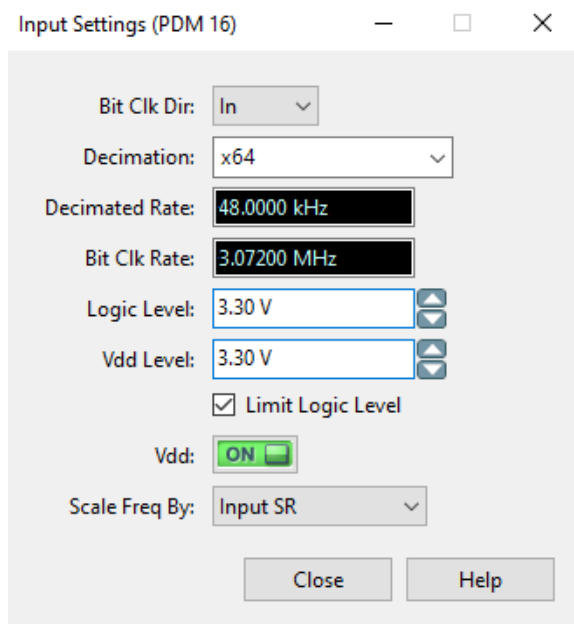 Input Settings (PDM 16)
Bit Clk Dir: In
Decimation: x64
Decimated Rate: 48.0000 kHz
Bit Clk Rate: 3.07200 MHz
Logic Level: 3.30 V
Vdd Level: 3.30 V
Limit Logic Level
Vdd: ON
Scale Freq By: Input SR
Close Help